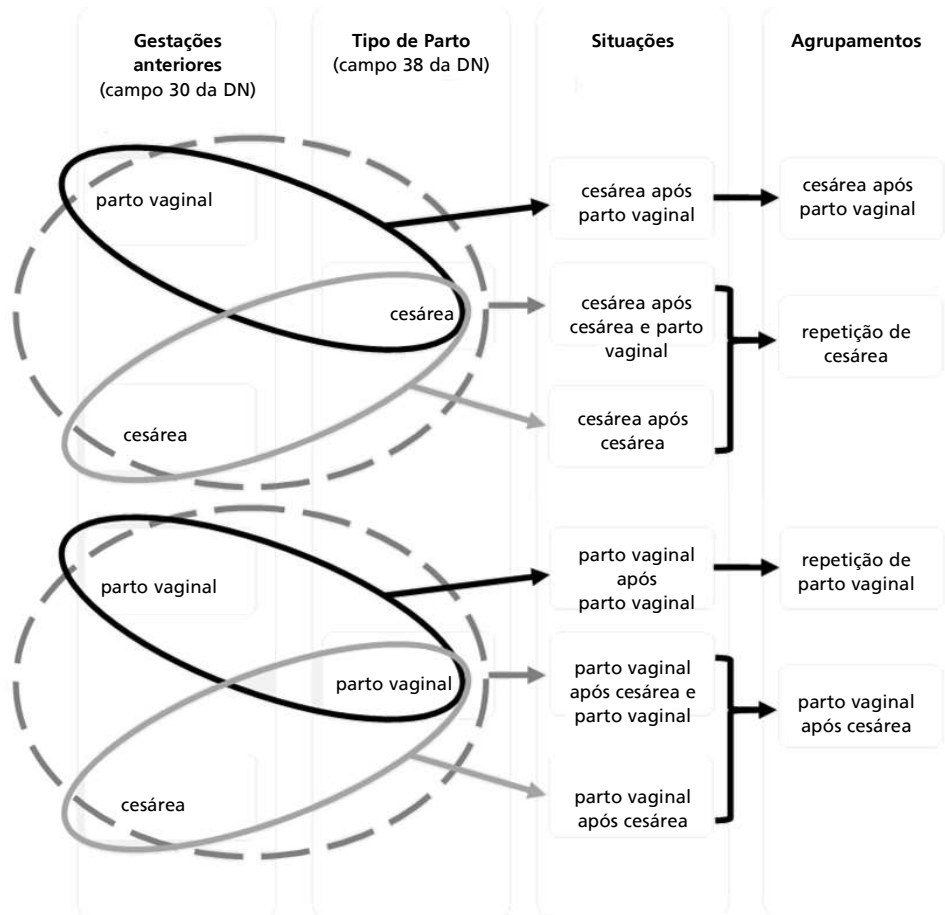 Gestações
anteriores
(campo 30 da DN)
Tipo de Parto
(campo 38 da DN)
Situações
Agrupamentos
parto vaginal
cesárea
cesárea
cesárea após
parto vaginal
cesárea após
cesárea e parto
vaginal
cesárea após
cesárea
cesárea após
parto vaginal
repetição de
cesárea
parto vaginal
cesárea
parto vaginal
parto vaginal
após
parto vaginal
parto vaginal
após cesárea e
parto vaginal
parto vaginal
após cesárea
repetição de
parto vaginal
parto vaginal
após cesárea